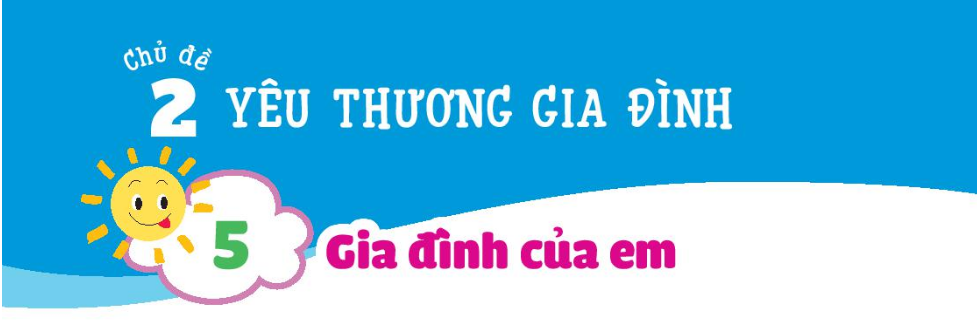 Chủ đề
2 YÊU THƯƠNG GIA ĐÌNH
5 Gia đình của em